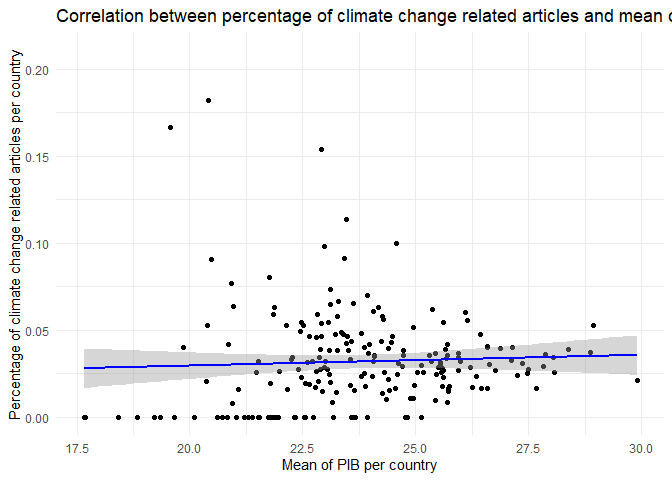 Correlation between percentage of climate change related articles and mean
Percentage of climate change related articles per country
0.20
0.15
0.10
0.05
0.00
17.5 20.0 22.5 25.0 27.5 30.0
Mean of PIB per country